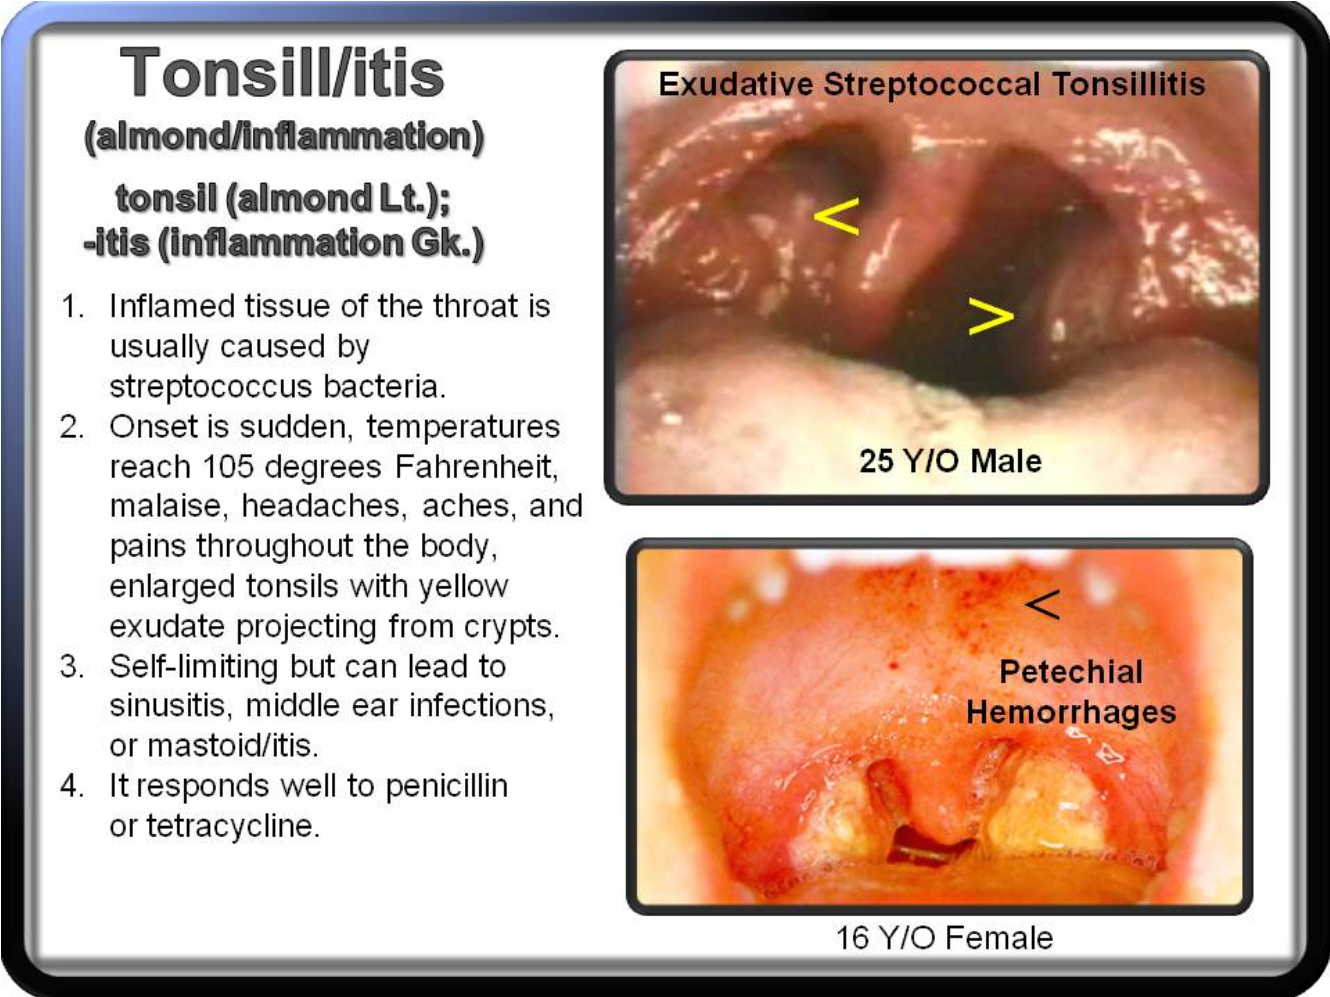 Tonsill/itis
(almond/inflammation)
tonsil (almond Lt.);
-itis (inflammation Gk.)
1. Inflamed tissue of the throat is
usually caused by
streptococcus bacteria.
2. Onset is sudden, temperatures
reach 105 degrees Fahrenheit,
malaise, headaches, aches, and
pains throughout the body,
enlarged tonsils with yellow
exudate projecting from crypts.
3. Self-limiting but can lead to
sinusitis, middle ear infections,
or mastoid/itis.
4. It responds well to penicillin
or tetracycline.
Exudative Streptococcal Tonsillitis
<
>
25 Y/O Male
<
Petechial
Hemorrhages
16 Y/O Female